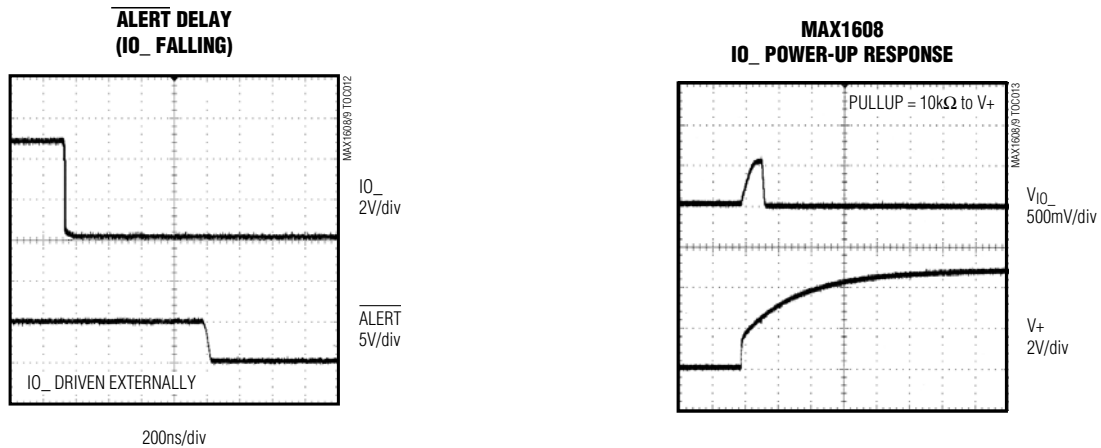 ALERT DELAY
(IO_ FALLING)
MAX1608/9 TOC012
IO_
2V/div
ALERT
5V/div
IO_ DRIVEN EXTERNALLY
200ns/div
MAX1608
IO_ POWER-UP RESPONSE
PULLUP = 10kΩ to V+
MAX1608/9 TOC013
VIO_
500mV/div
V+
2V/div